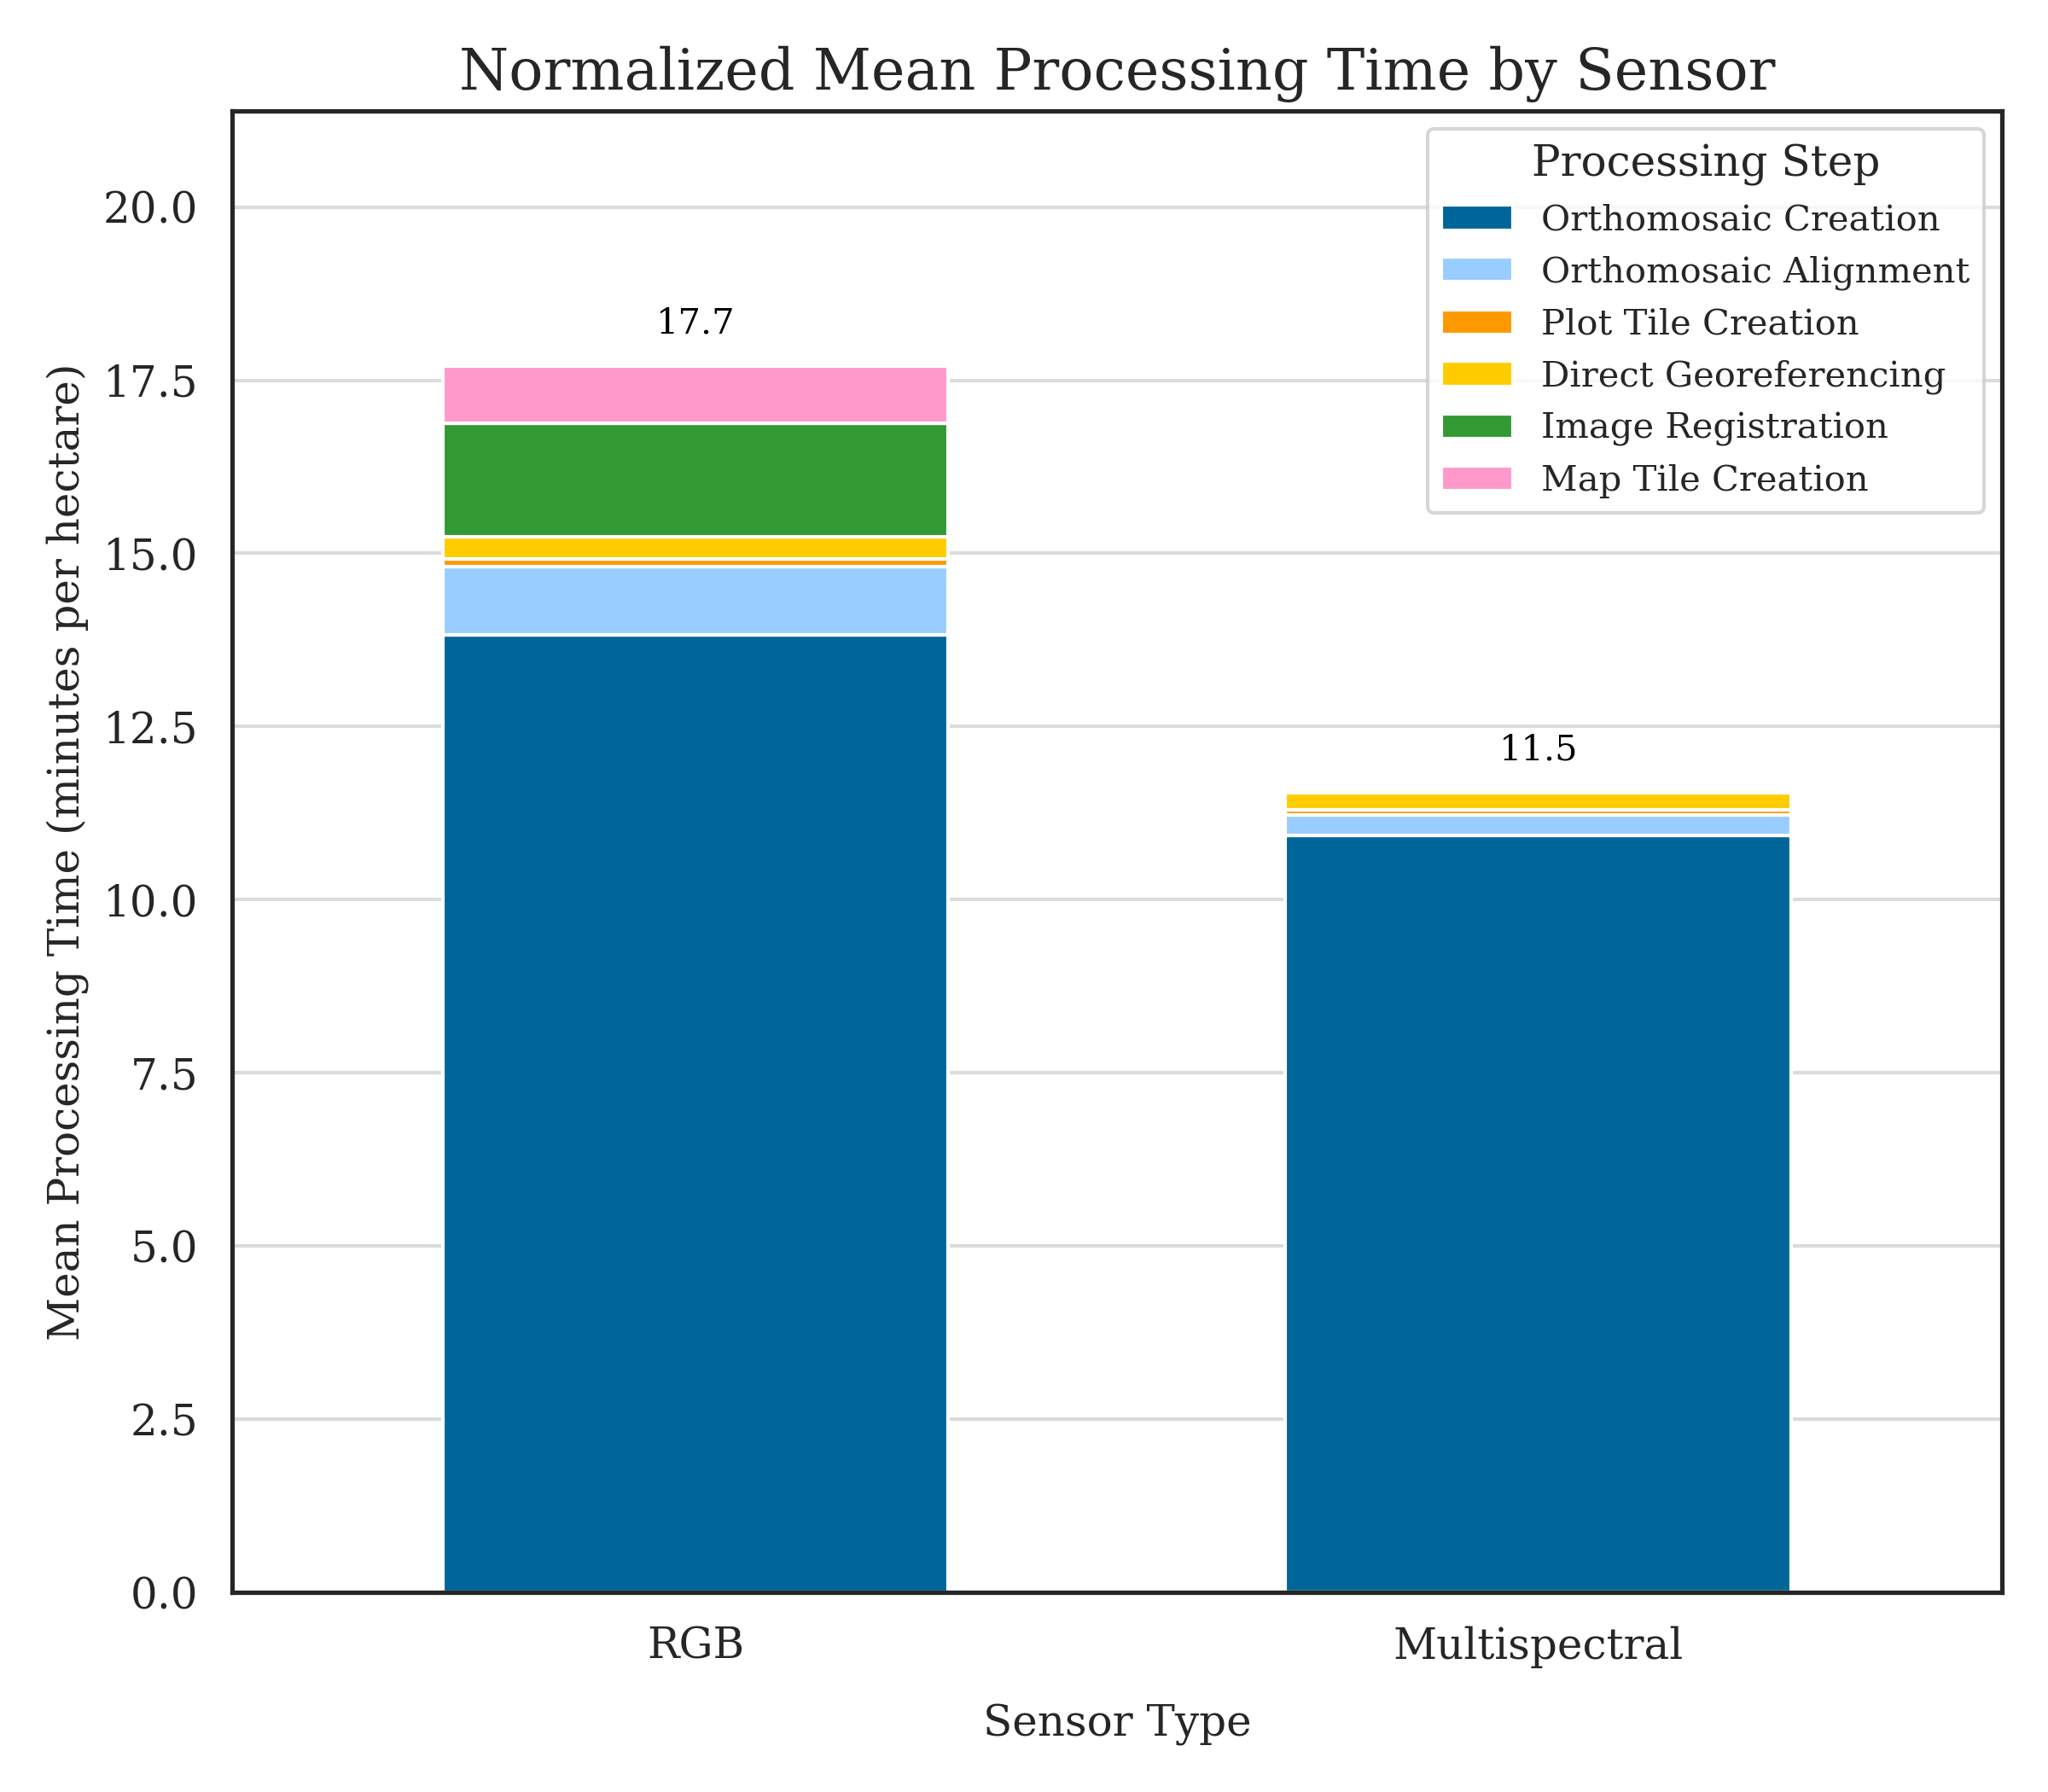 Normalized Mean Processing Time by Sensor
Mean Processing Time (minutes per hectare)
20.0
17.5
15.0
12.5
10.0
7.5
5.0
2.5
0.0
17.7
11.5
Processing Step
Orthomosaic Creation
Orthomosaic Alignment
Plot Tile Creation
Direct Georeferencing
Image Registration
Map Tile Creation
RGB
Multispectral
Sensor Type